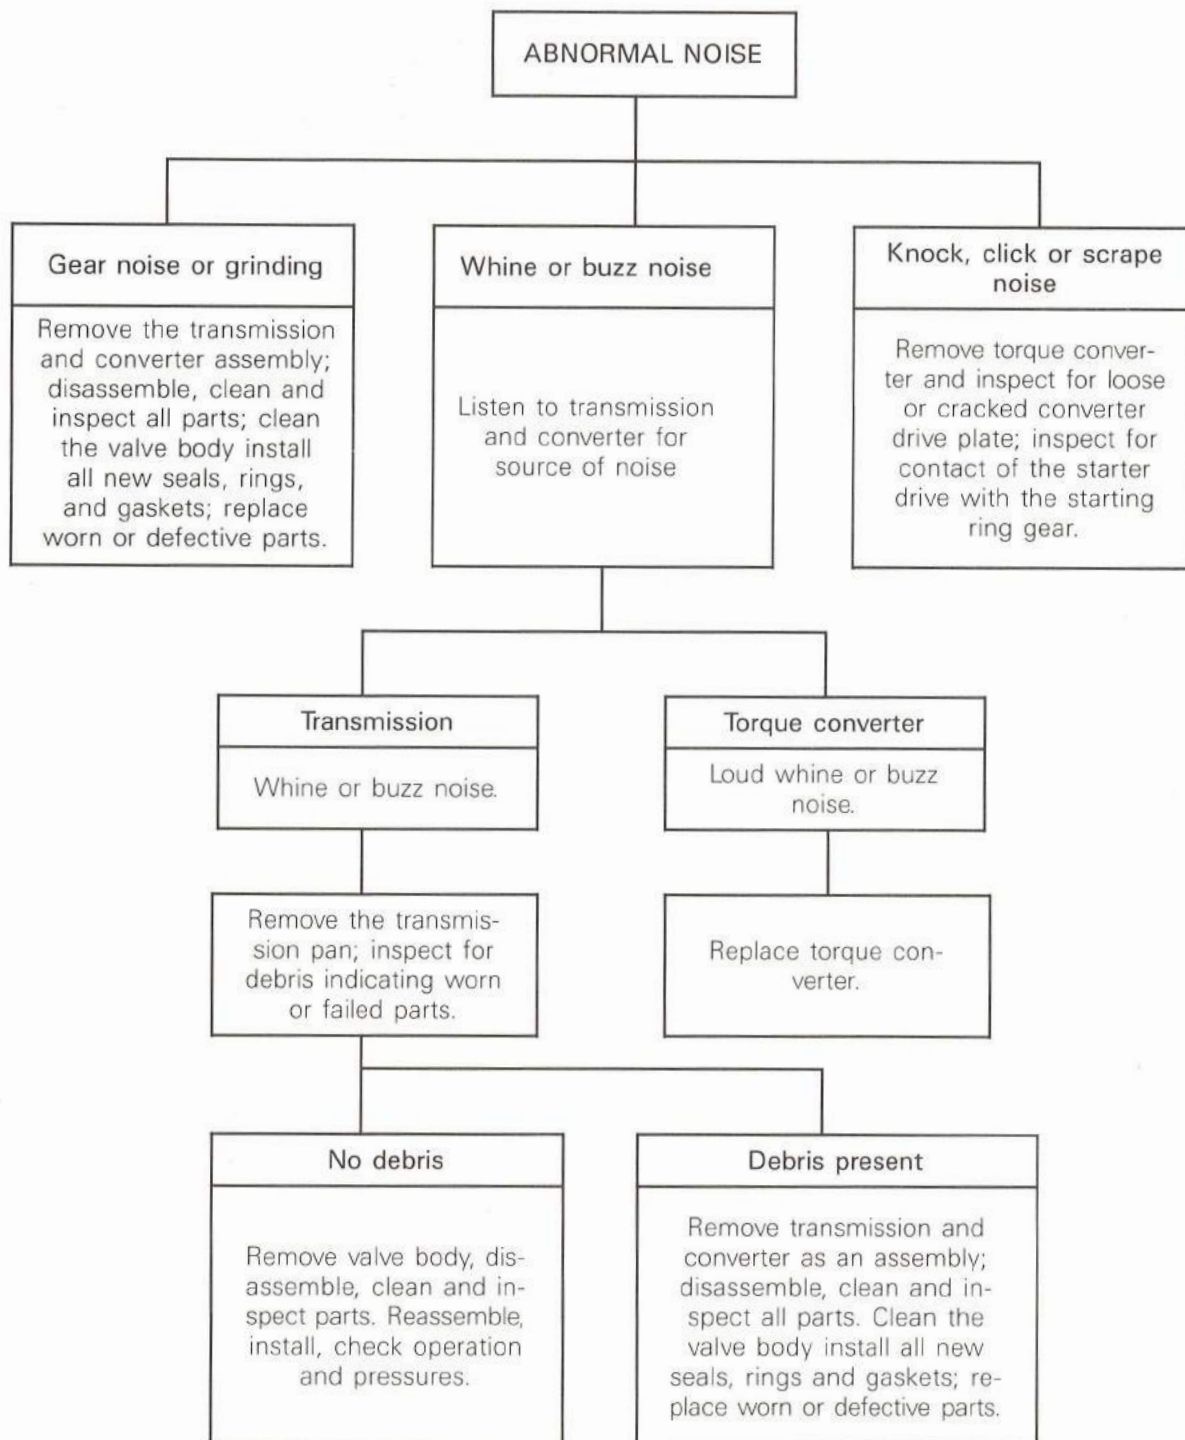 ABNORMAL NOISE
Gear noise or grinding
Remove the transmission
and converter assembly;
disassemble, clean and
inspect all parts; clean
the valve body install
all new seals, rings,
and gaskets; replace
worn or defective parts.
Whine or buzz noise
Listen to transmission
and converter for
source of noise
Knock, click or scrape
noise
Remove torque conver-
ter and inspect for loose
or cracked converter
drive plate; inspect for
contact of the starter
drive with the starting
ring gear.
Transmission
Whine or buzz noise.
Torque converter
Loud whine or buzz
noise.
Remove the transmis-
sion pan; inspect for
debris indicating worn
or failed parts.
Replace torque con-
verter.
No debris
Remove valve body, dis-
assemble, clean and in-
spect parts. Reassemble,
install, check operation
and pressures.
Debris present
Remove transmission and
converter as an assembly;
disassemble, clean and in-
spect all parts. Clean the
valve body install all new
seals, rings and gaskets; re-
place worn or defective parts.